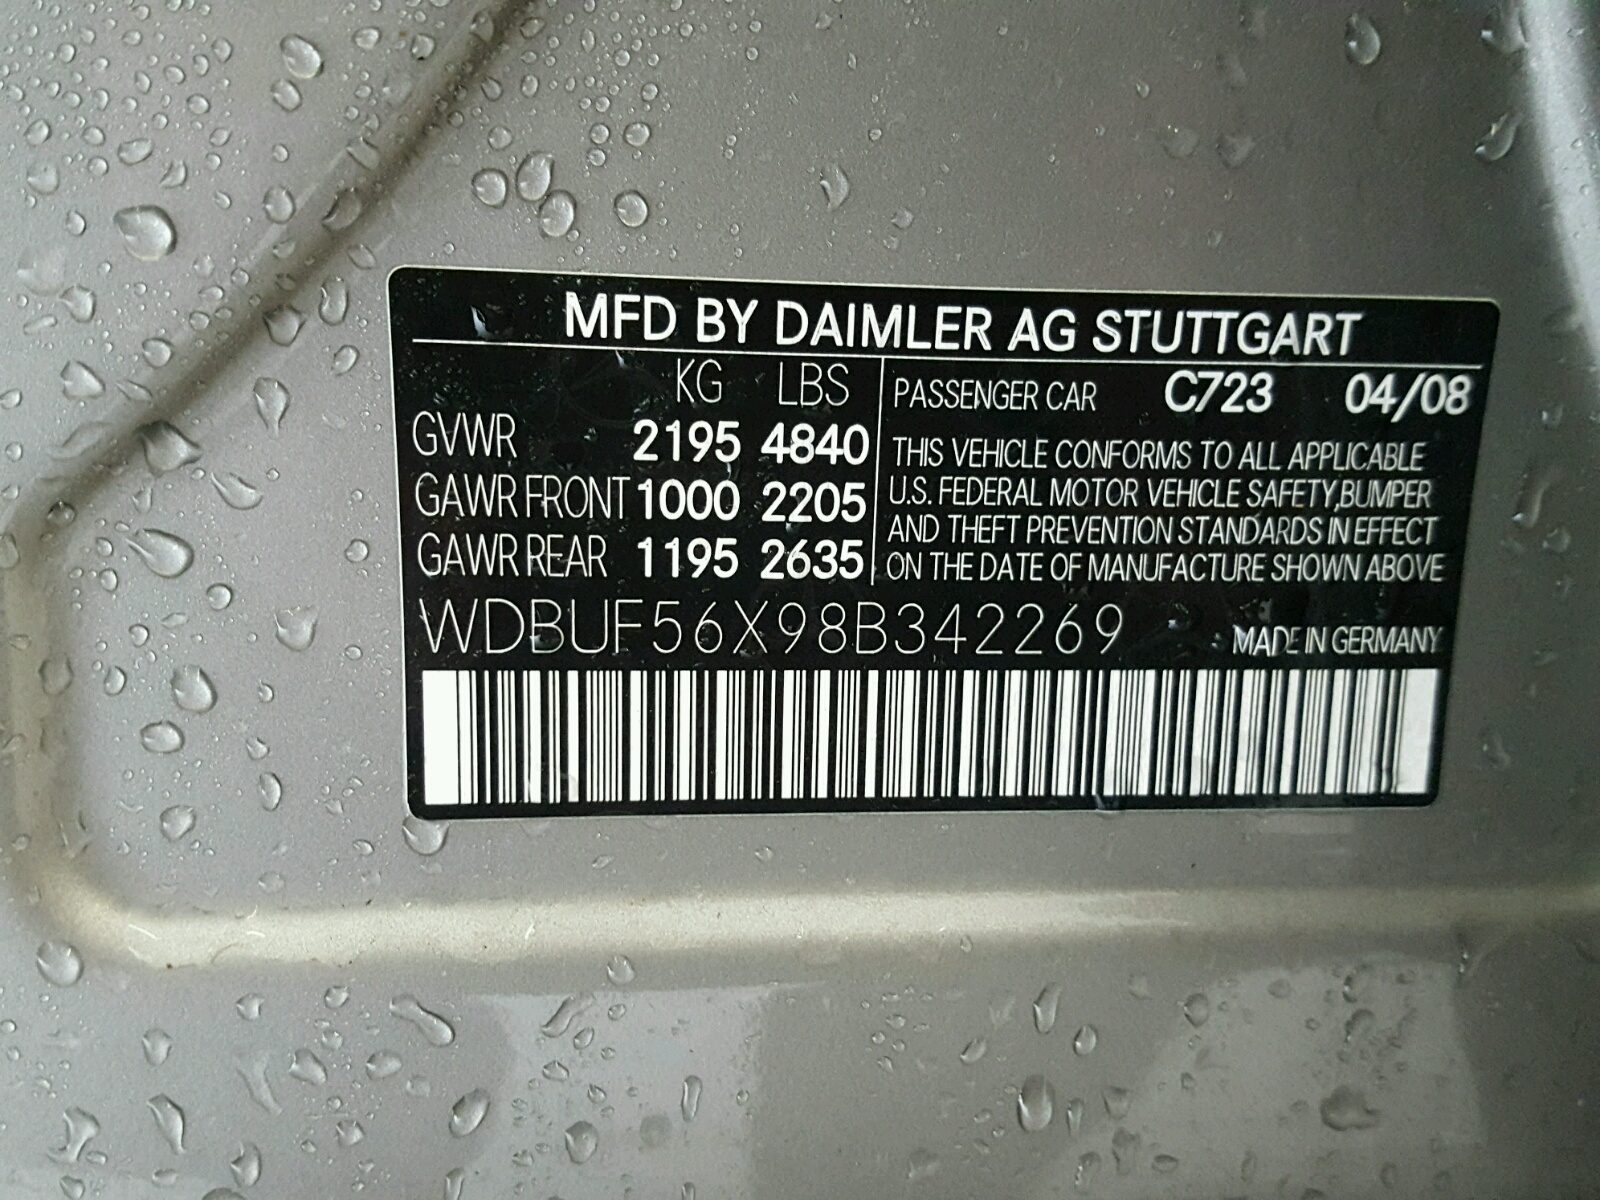 MFD BY DAIMLER AG STUTTGART
KG LBS
GVWR 2195 4840
GAWR FRONT 1000 2205
GAWR REAR 1195 2635
PASSENGER CAR C723 04/08
THIS VEHICLE CONFORMS TO ALL APPLICABLE
U.S. FEDERAL MOTOR VEHICLE SAFETY,BUMPER
AND THEFT PREVENTION STANDARDS IN EFFECT
ON THE DATE OF MANUFACTURE SHOWN ABOVE
WDBUF56X98B342269 MADE IN GERMANY